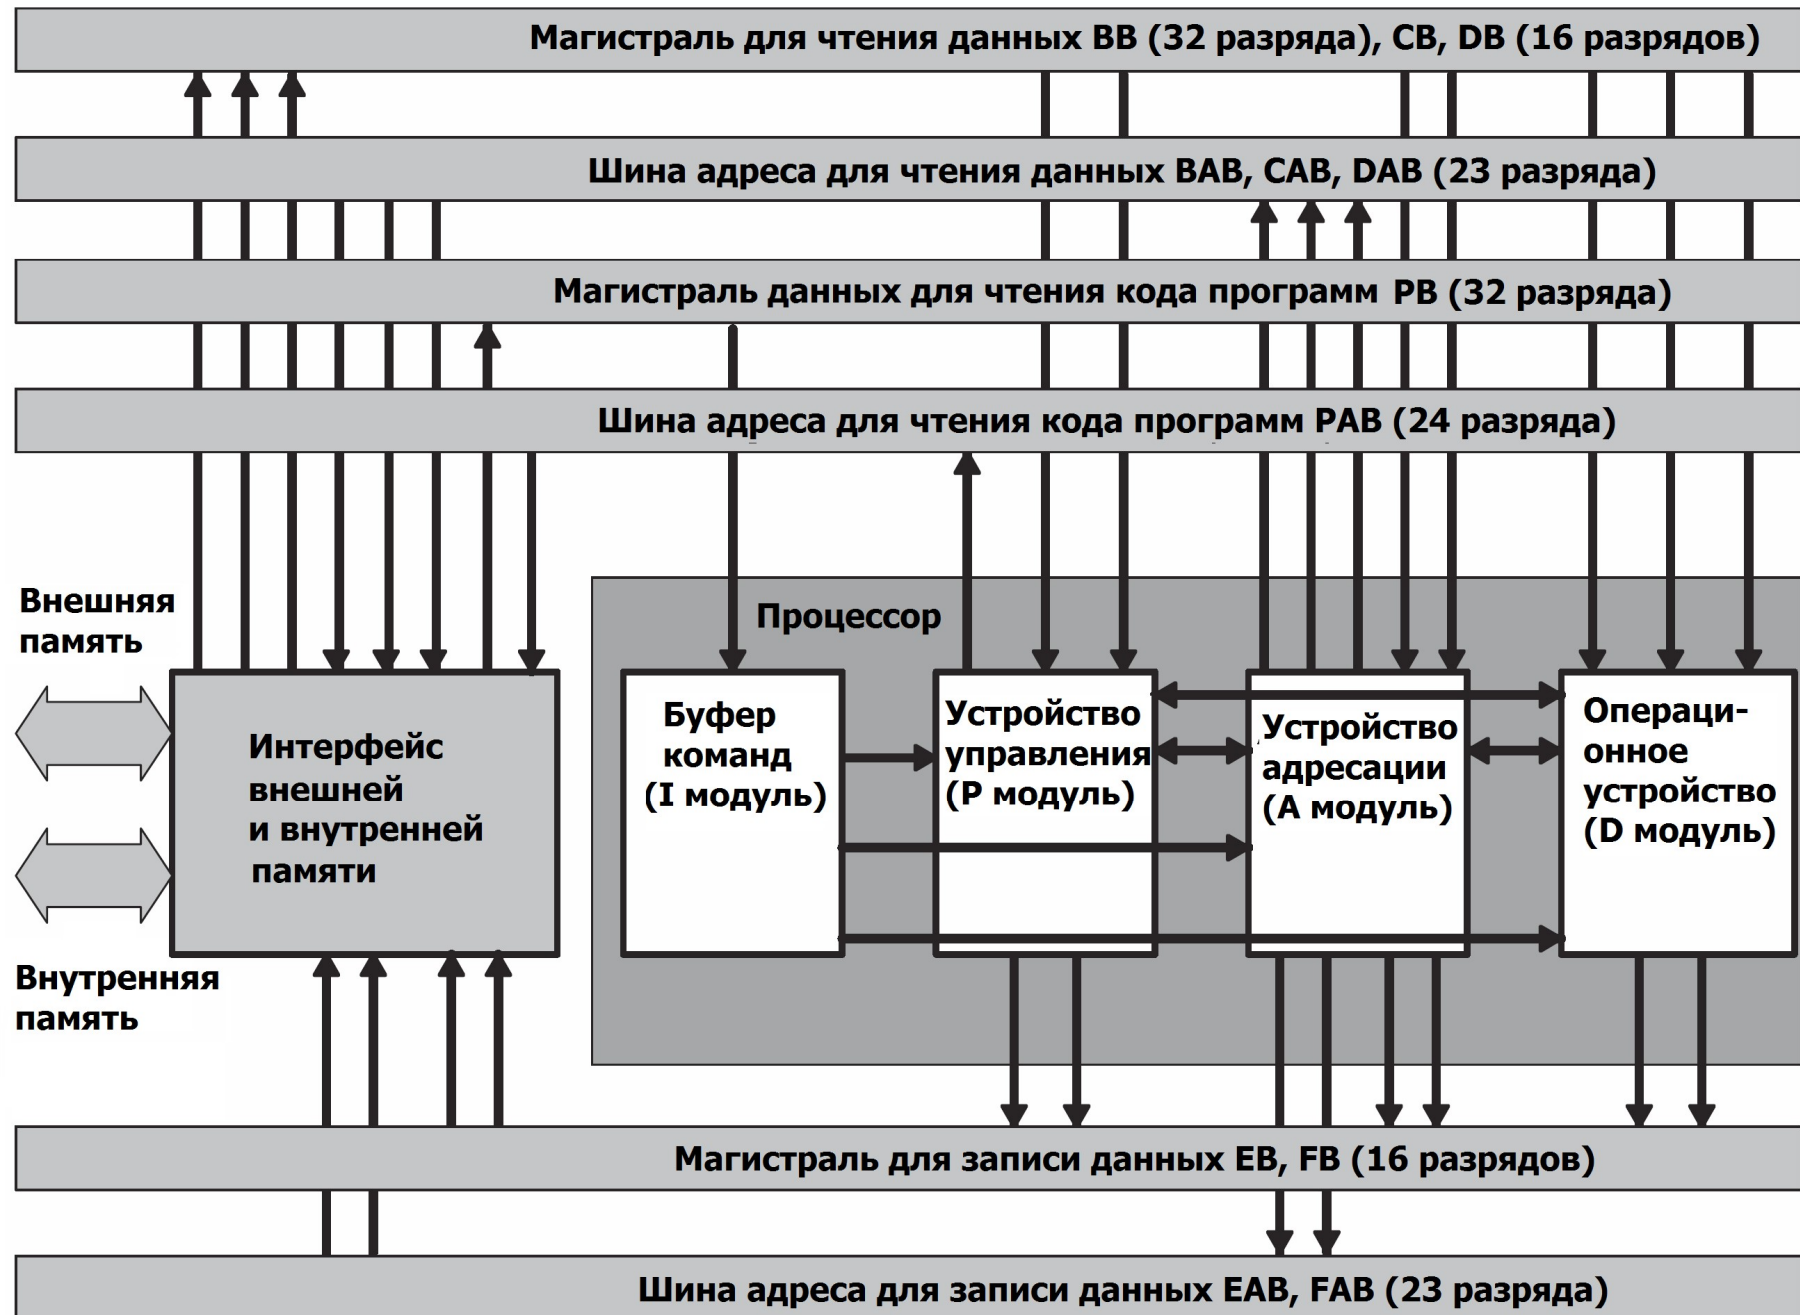 Магистраль для чтения данных BB (32 разряда), CB, DB (16 разрядов)
Шина адреса для чтения данных BAB, CAB, DAB (23 разряда)
Магистраль данных для чтения кода программ PB (32 разряда)
Шина адреса для чтения кода программ PAB (24 разряда)
Внешняя
память
Процессор
Интерфейс
внешней
и внутренней
памяти
Буфер
команд
(I модуль)
Устройство
управления
(P модуль)
Устройство
адресации
(A модуль)
Операци-
онное
устройство
(D модуль)
Внутренняя
память
Магистраль для записи данных EB, FB (16 разрядов)
Шина адреса для записи данных EAB, FAB (23 разряда)